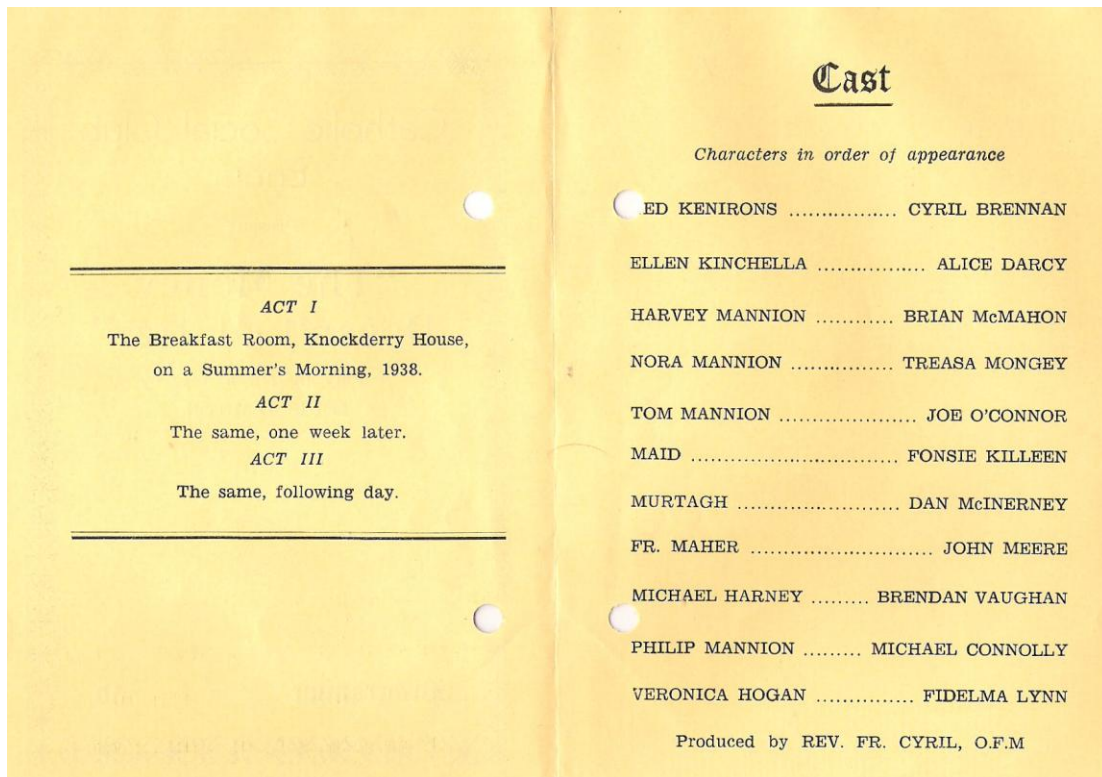 ACT I
The Breakfast Room, Knockderry House,
on a Summer's Morning, 1938.
ACT II
The same, one week later.
ACT III
The same, following day.
Cast
Characters in order of appearance
ED KENIRONS ................. CYRIL BRENNAN
ELLEN KINCHELLA ................. ALICE DARCY
HARVEY MANNION ............ BRIAN McMAHON
NORA MANNION ................ TREASA MONGEY
TOM MANNION ..................... JOE O'CONNOR
MAID ................................ FONSIE KILLEEN
MURTAGH ......................... DAN McINERNEY
FR. MAHER ............................ JOHN MEERE
MICHAEL HARNEY ......... BRENDAN VAUGHAN
PHILIP MANNION ......... MICHAEL CONNOLLY
VERONICA HOGAN ............... FIDELMA LYNN
Produced by REV. FR. CYRIL, O.F.M